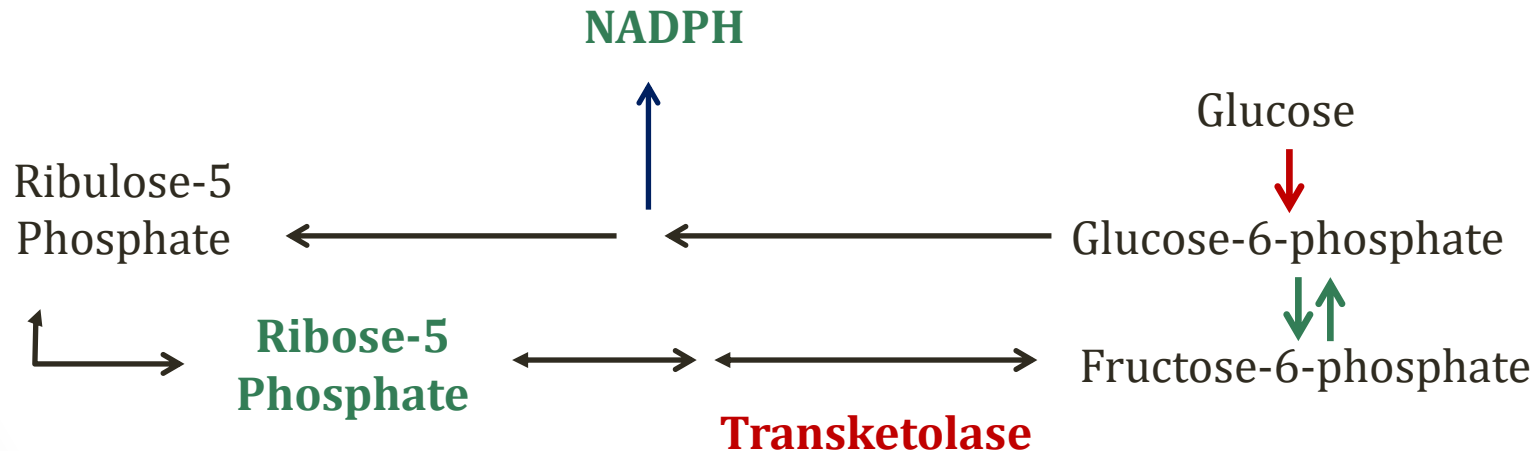 NADPH
Glucose
Ribulose-5
Phosphate
Glucose-6-phosphate
Ribose-5
Phosphate
Fructose-6-phosphate
Transketolase